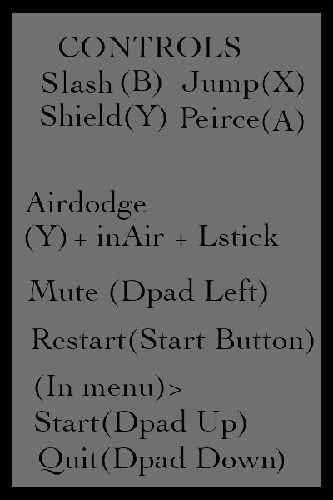 CONTROLS
Slash (B) Jump(X)
Shield(Y) Peirce(A)
Airdodge
(Y) + inAir + Lstick
Mute (Dpad Left)
Restart(Start Button)
(In menu)>
Start(Dpad Up)
Quit(Dpad Down)